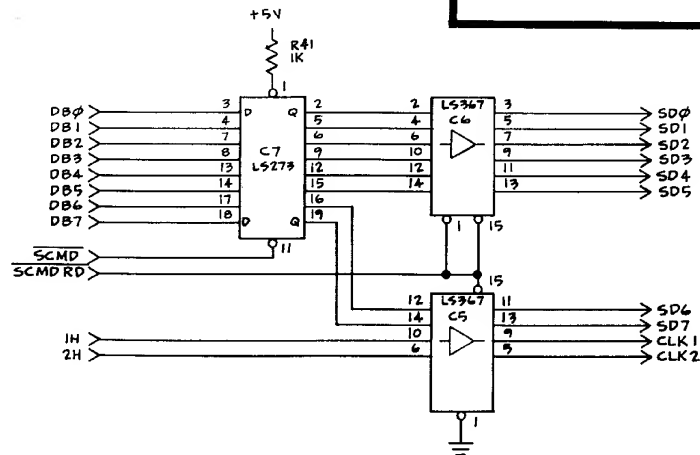 +5V
R41
1K
1
DBØ 3 D Q 2 2 LS367 3 SDØ
DB1 4 5 4 C6 5 SD1
DB2 7 6 6 7 SD2
DB3 8 C7 9 10 9 SD3
DB4 13 LS273 12 12 11 SD4
DB5 14 15 14 13 SD5
DB6 17 16
DB7 18 D Q 19
SCMD 11 1 15
SCMDRD 15
12 LS367 11 SD6
14 C5 13 SD7
1H 10 9 CLK1
2H 6 5 CLK2
1